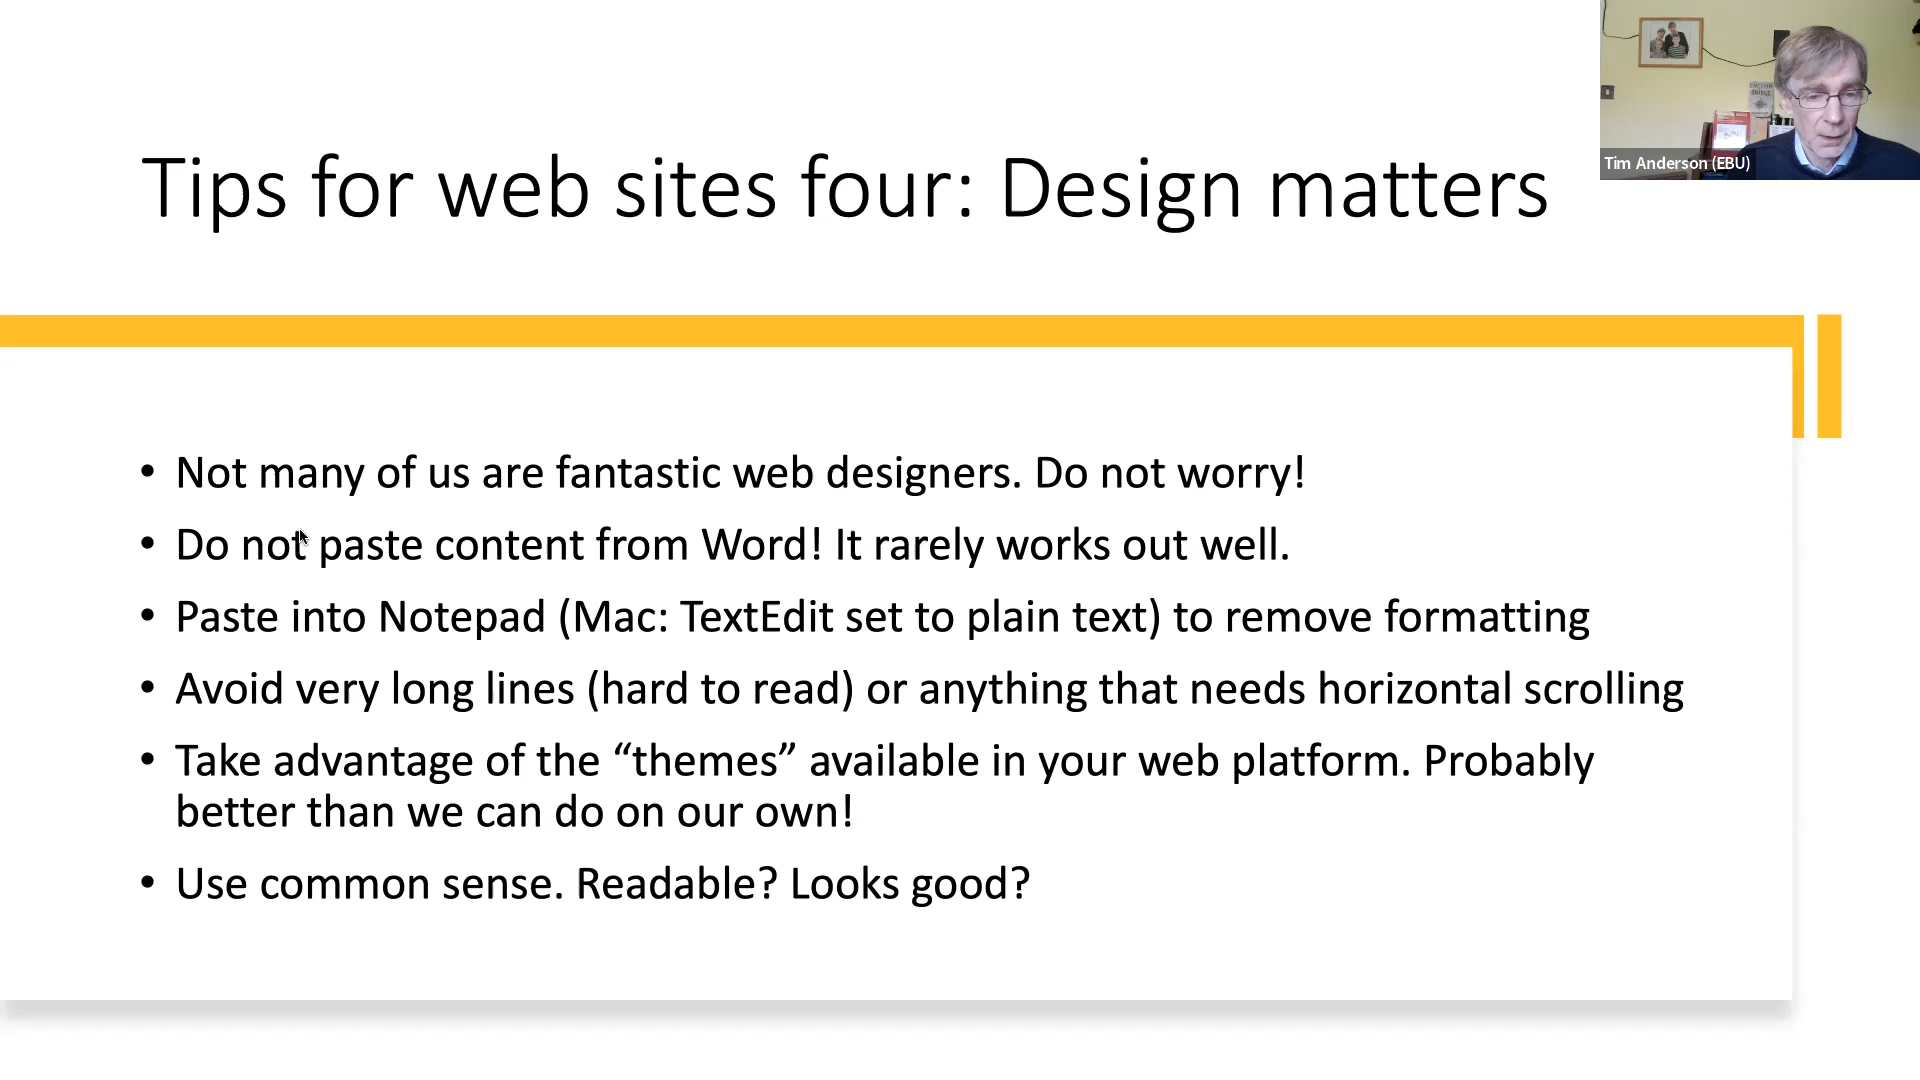 Tips for web sites four: Design matters
Tim Anderson (EBU)
• Not many of us are fantastic web designers. Do not worry!
• Do not paste content from Word! It rarely works out well.
• Paste into Notepad (Mac: TextEdit set to plain text) to remove formatting
• Avoid very long lines (hard to read) or anything that needs horizontal scrolling
• Take advantage of the “themes” available in your web platform. Probably
better than we can do on our own!
• Use common sense. Readable? Looks good?